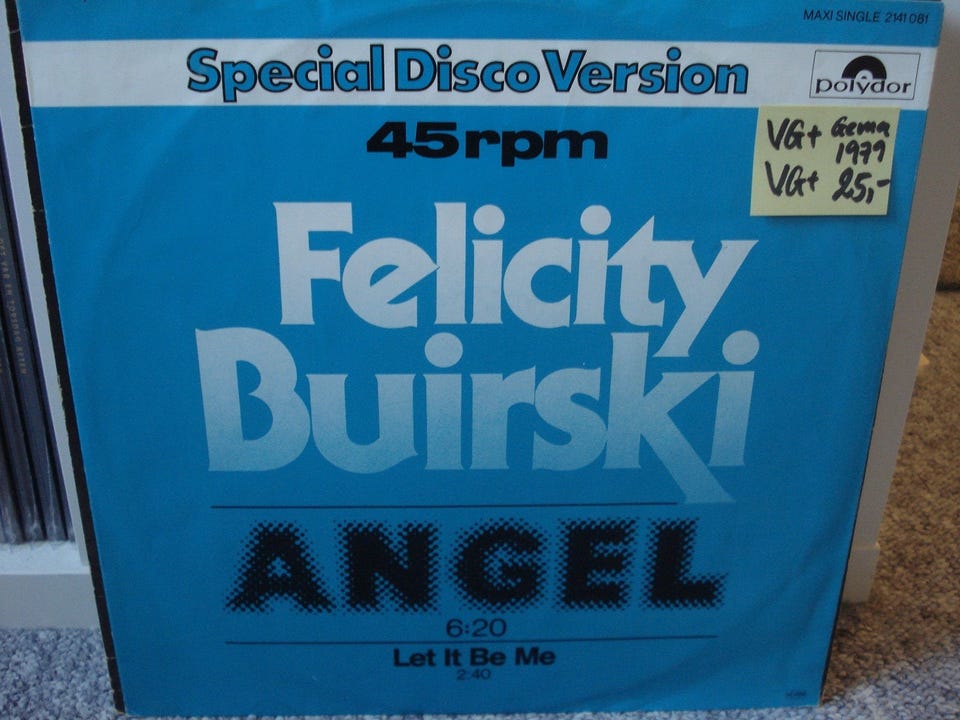 MAXI SINGLE 2141 081
Special Disco Version
polydor
45 rpm
VG+ Gema
1979
VG+ 25,-
Felicity
Buirski
ANGEL
6:20
Let It Be Me
2:40